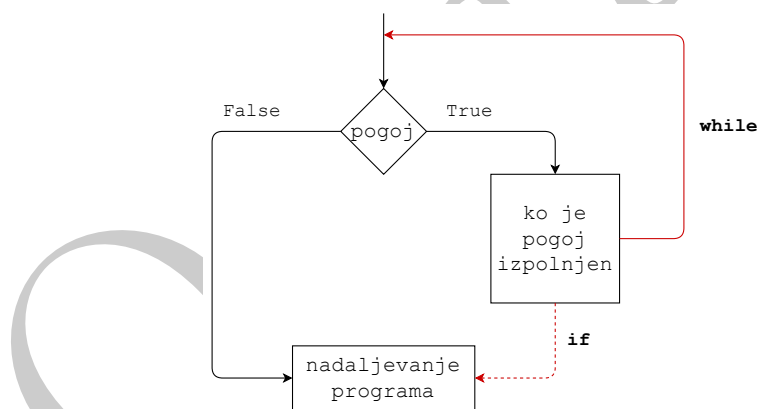 False
True
pogoj
while
ko je
pogoj
izpolnjen
if
nadaljevanje
programa